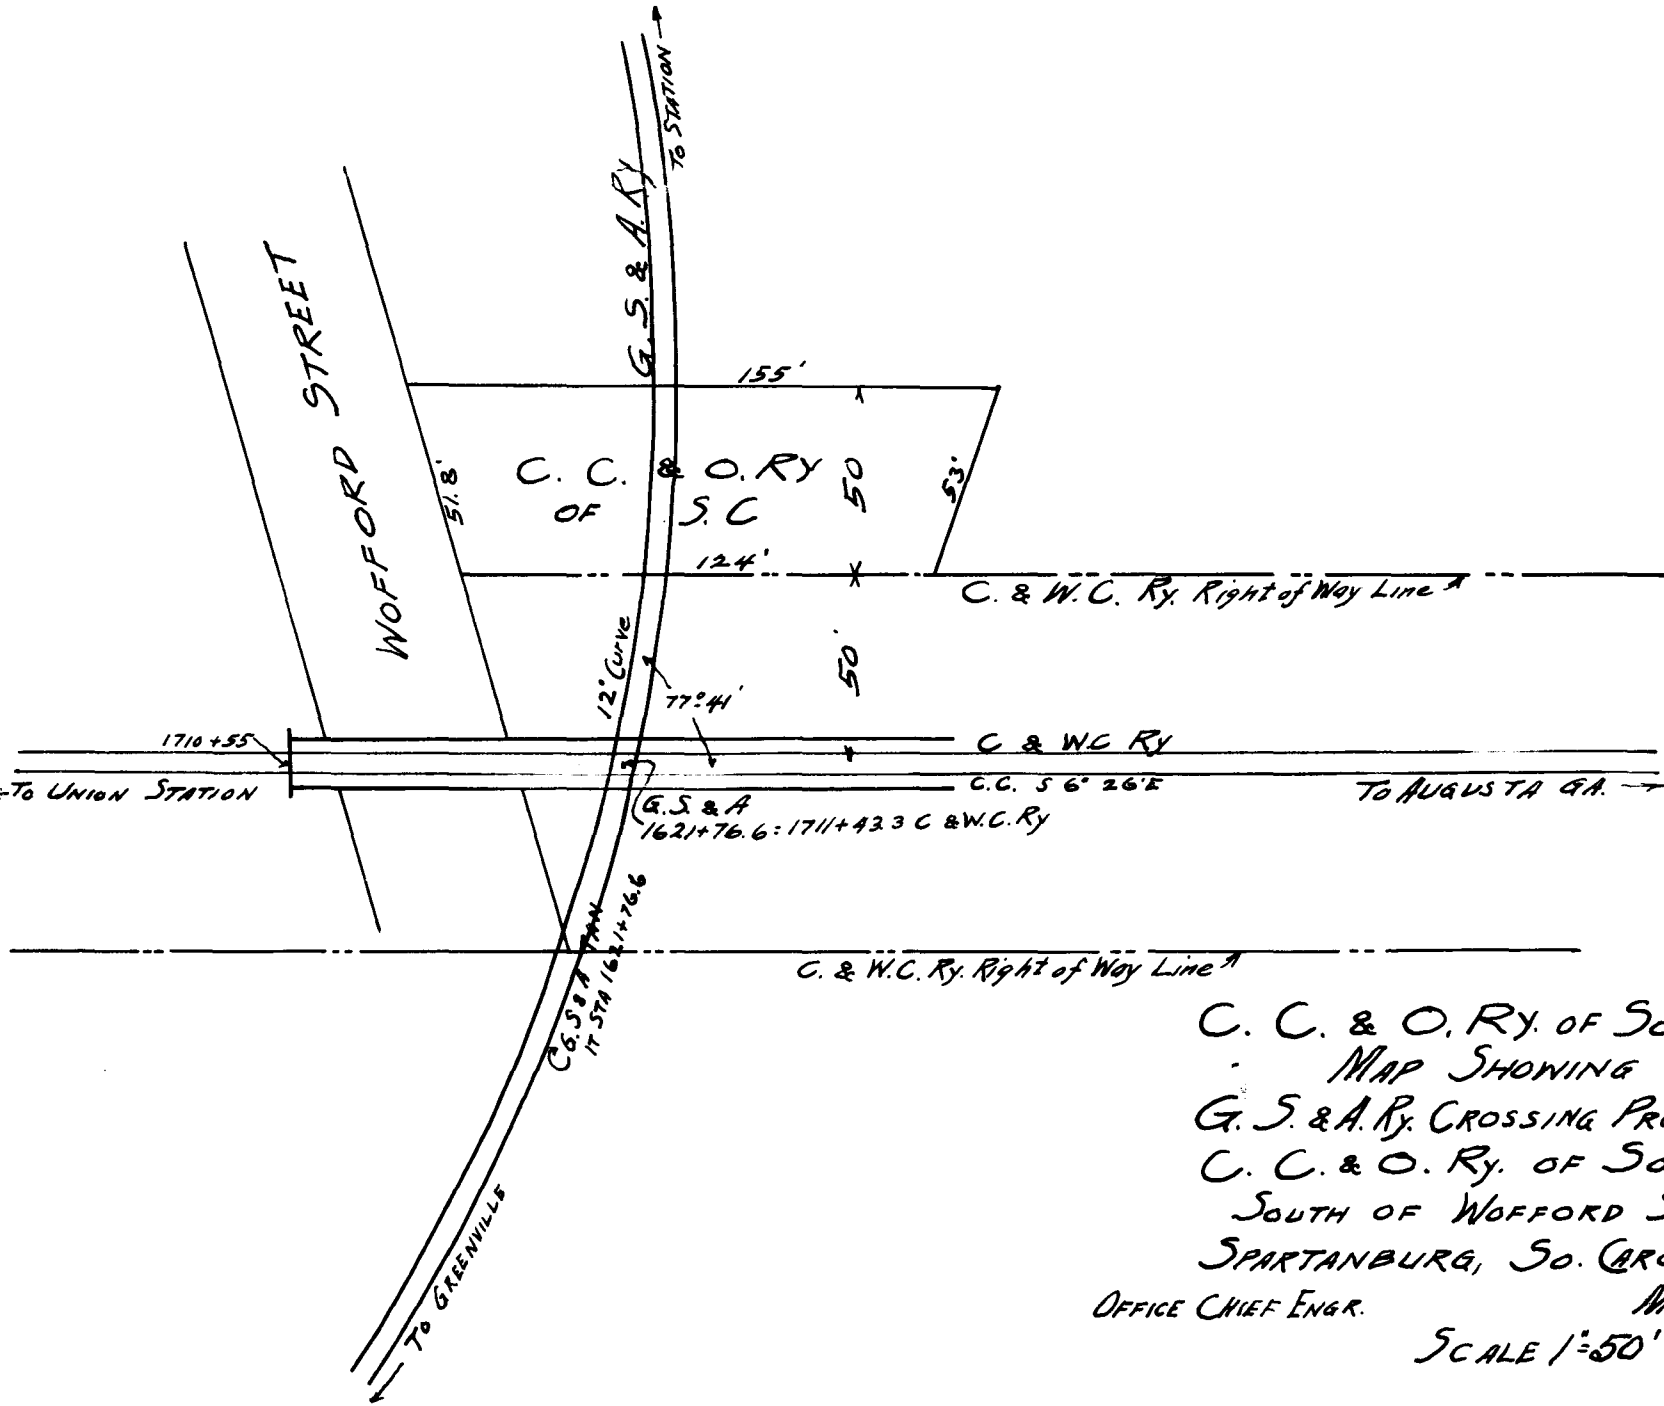 TO STATION
G. S. & A. Ry
WOFFORD STREET
155'
C. C. & O. RY
OF S. C
51.8'
50
53'
124'
C. & W. C. Ry. Right of Way Line
12° Curve
50'
77°41'
1710+55
C & W.C RY
TO UNION STATION
C.C. S 6° 26' E
TO AUGUSTA GA.
G.S. & A
1621+76.6 = 1711+43.3 C & W.C. Ry
C G.S & A TAN
IT STA 1621+76.6
C. & W.C. Ry. Right of Way Line
TO GREENVILLE
C. C. & O. RY. OF SO
MAP SHOWING
G. S. & A. Ry. CROSSING PRO
C. C. & O. Ry. OF SO
SOUTH OF WOFFORD S
SPARTANBURG, SO. CARO
OFFICE CHIEF ENGR. M
SCALE 1"=50'